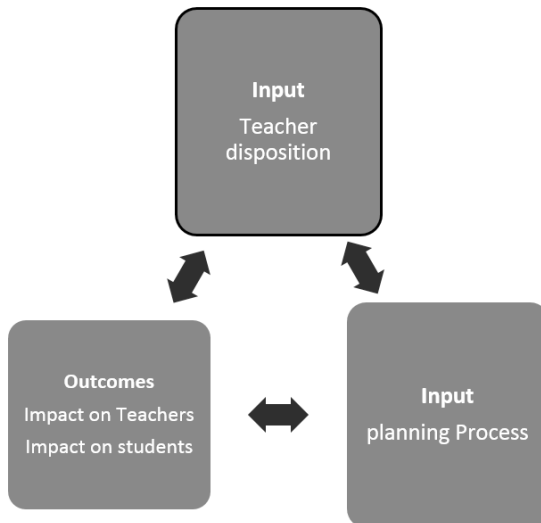 Input
Teacher
disposition
Outcomes
Impact on Teachers
Impact on students
Input
planning Process